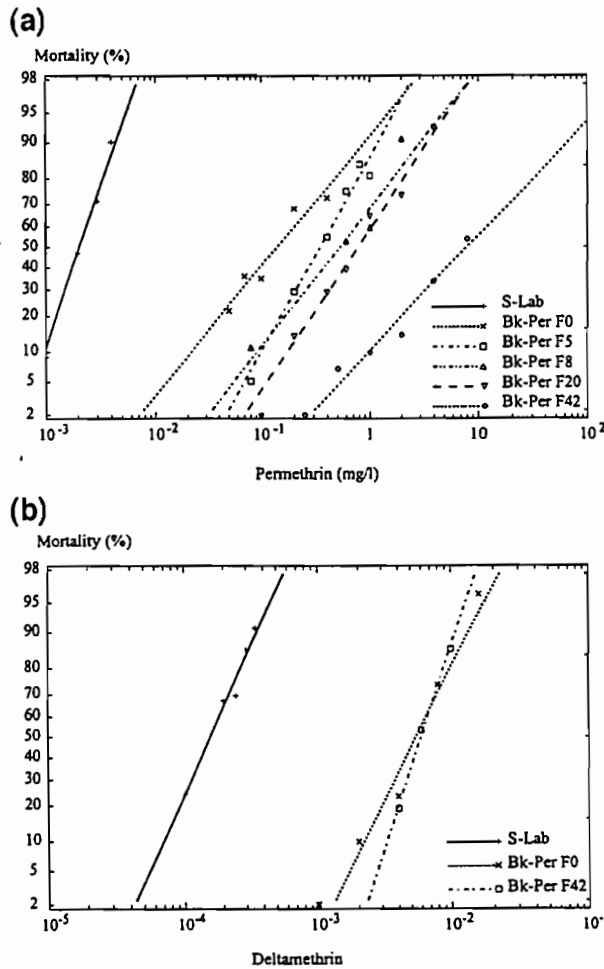 (a)
Mortality (%)
98
95
90
80
70
60
50
40
30
20
10
5
2
10-3
10-2
10-1
1
10
102
Permethrin (mg/l)
S-Lab
Bk-Per F0
Bk-Per F5
Bk-Per F8
Bk-Per F20
Bk-Per F42
(b)
Mortality (%)
98
95
90
80
70
60
50
40
30
20
10
5
2
10-5
10-4
10-3
10-2
10-
Deltamethrin
S-Lab
Bk-Per F0
Bk-Per F42